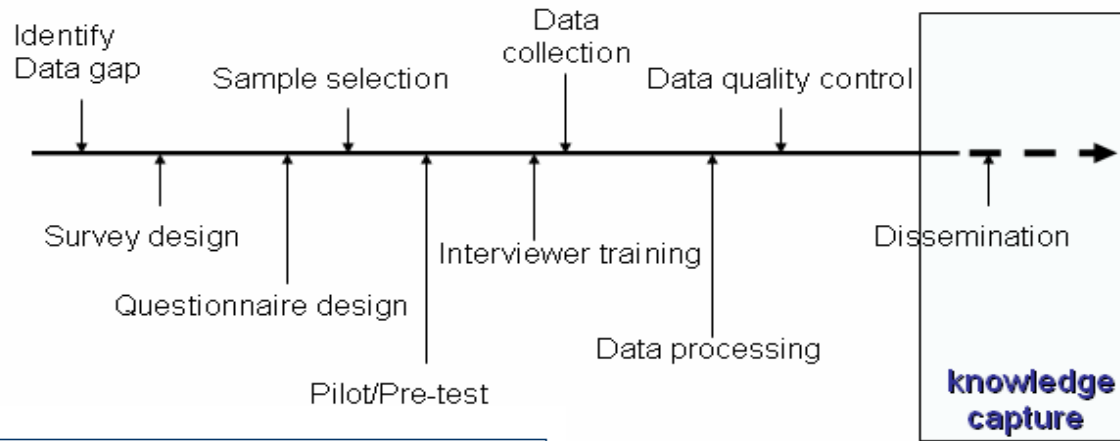 Identify
Data gap
Sample selection
Data
collection
Data quality control
Survey design
Questionnaire design
Pilot/Pre-test
Interviewer training
Data processing
Dissemination
knowledge
capture